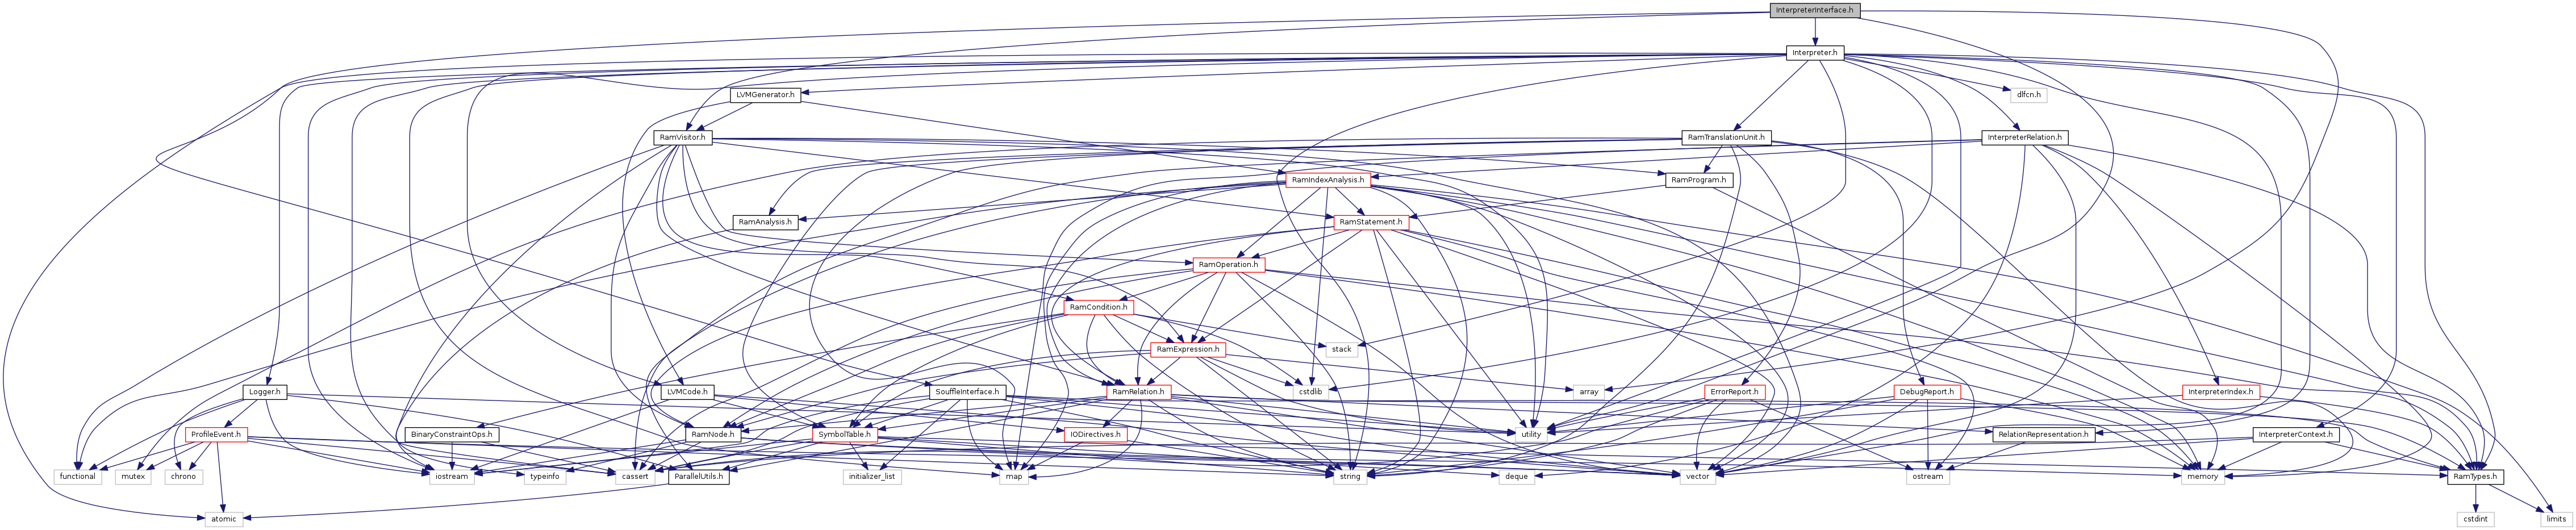 InterpreterInterface.h
Interpreter.h
LVMGenerator.h
dlfcn.h
RamVisitor.h
RamTranslationUnit.h
InterpreterRelation.h
RamIndexAnalysis.h
RamProgram.h
RamAnalysis.h
RamStatement.h
RamOperation.h
RamCondition.h
RamExpression.h
stack
Logger.h
LVMCode.h
SouffleInterface.h
RamRelation.h
cstdlib
array
ErrorReport.h
DebugReport.h
InterpreterIndex.h
ProfileEvent.h
BinaryConstraintOps.h
RamNode.h
SymbolTable.h
IODirectives.h
utility
RelationRepresentation.h
InterpreterContext.h
functional
mutex
chrono
iostream
typeinfo
cassert
ParallelUtils.h
initializer_list
map
string
deque
vector
ostream
memory
RamTypes.h
atomic
cstdint
limits